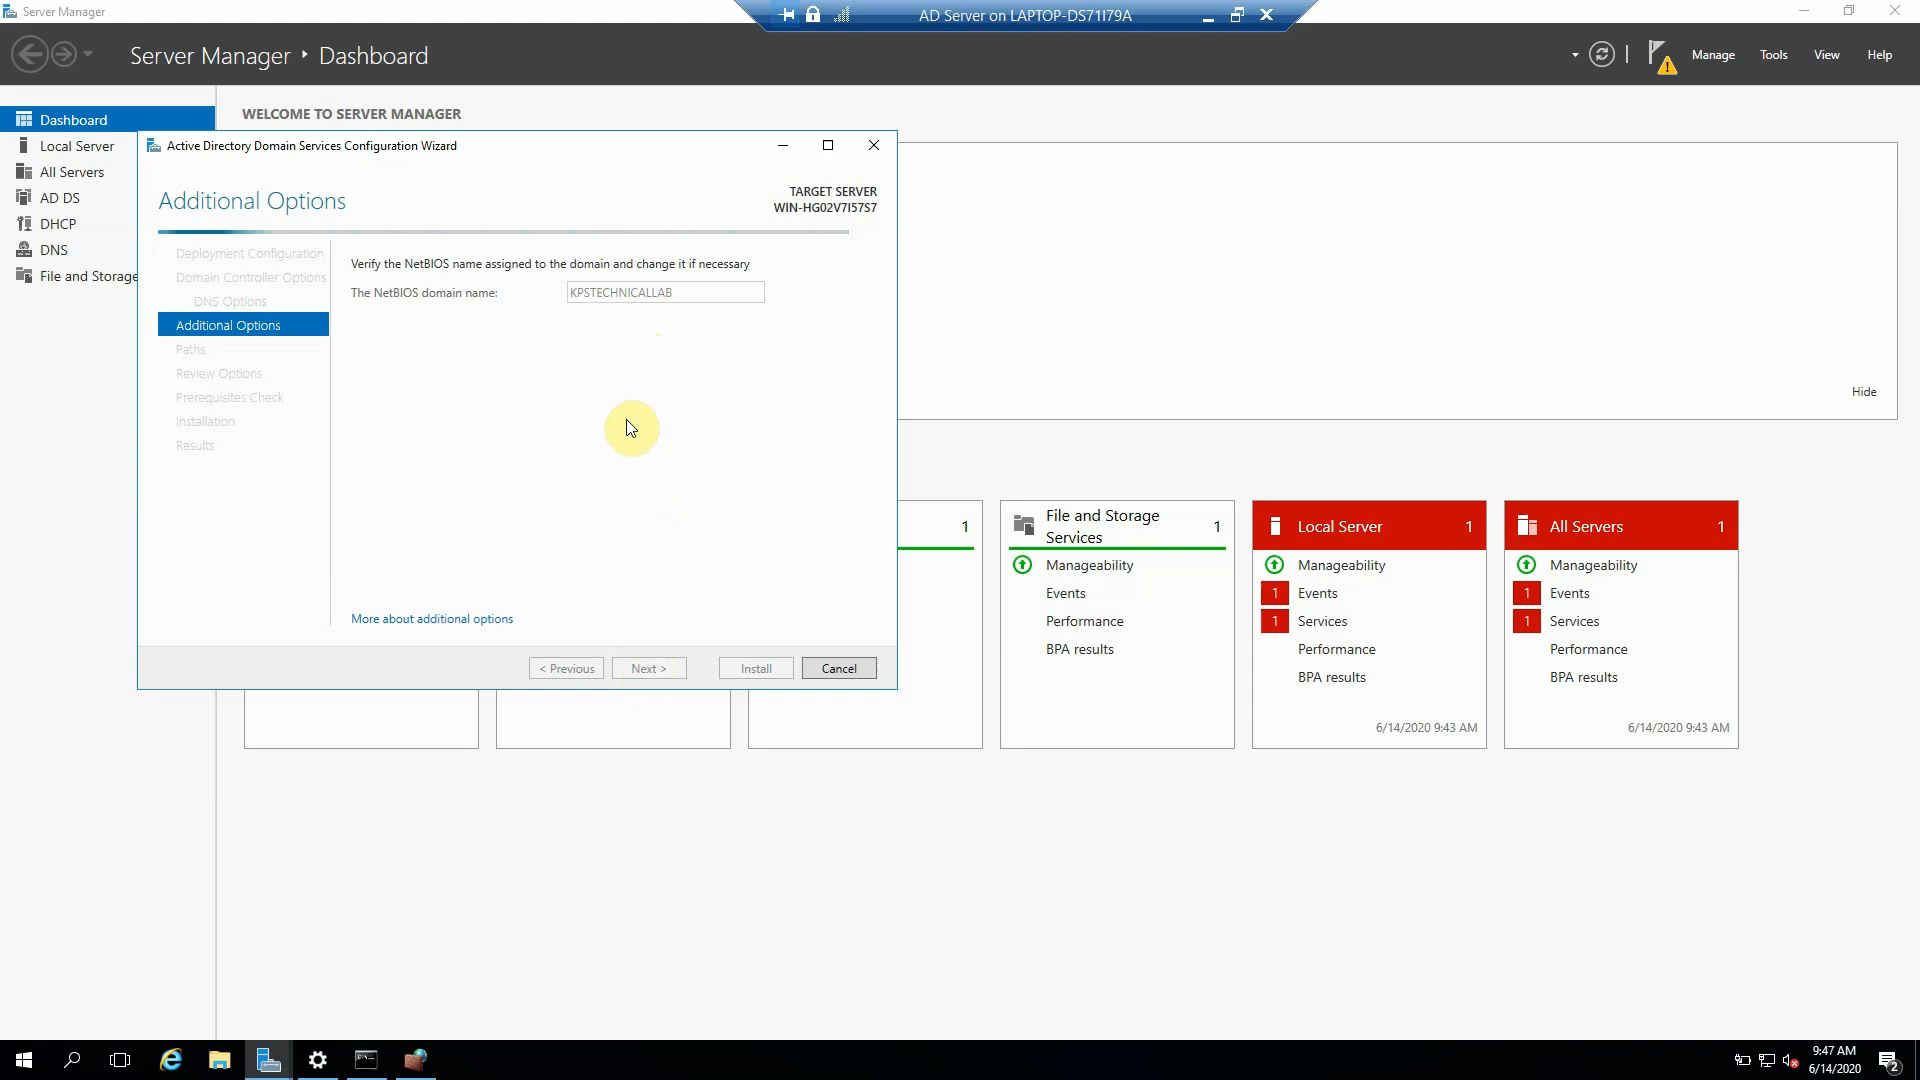 Server Manager
AD Server on LAPTOP-DS71I79A
Server Manager ‣ Dashboard
Manage
Tools
View
Help
Dashboard
Local Server
All Servers
AD DS
DHCP
DNS
File and Storage
WELCOME TO SERVER MANAGER
Active Directory Domain Services Configuration Wizard
Additional Options
TARGET SERVER
WIN-HG02V7I57S7
Deployment Configuration
Domain Controller Options
DNS Options
Additional Options
Paths
Review Options
Prerequisites Check
Installation
Results
Verify the NetBIOS name assigned to the domain and change it if necessary
The NetBIOS domain name:
KPSTECHNICALLAB
More about additional options
< Previous
Next >
Install
Cancel
Hide
1
File and Storage
Services
1
Manageability
Events
Performance
BPA results
Local Server
1
Manageability
1
Events
1
Services
Performance
BPA results
6/14/2020 9:43 AM
All Servers
1
Manageability
1
Events
1
Services
Performance
BPA results
6/14/2020 9:43 AM
9:47 AM
6/14/2020
2